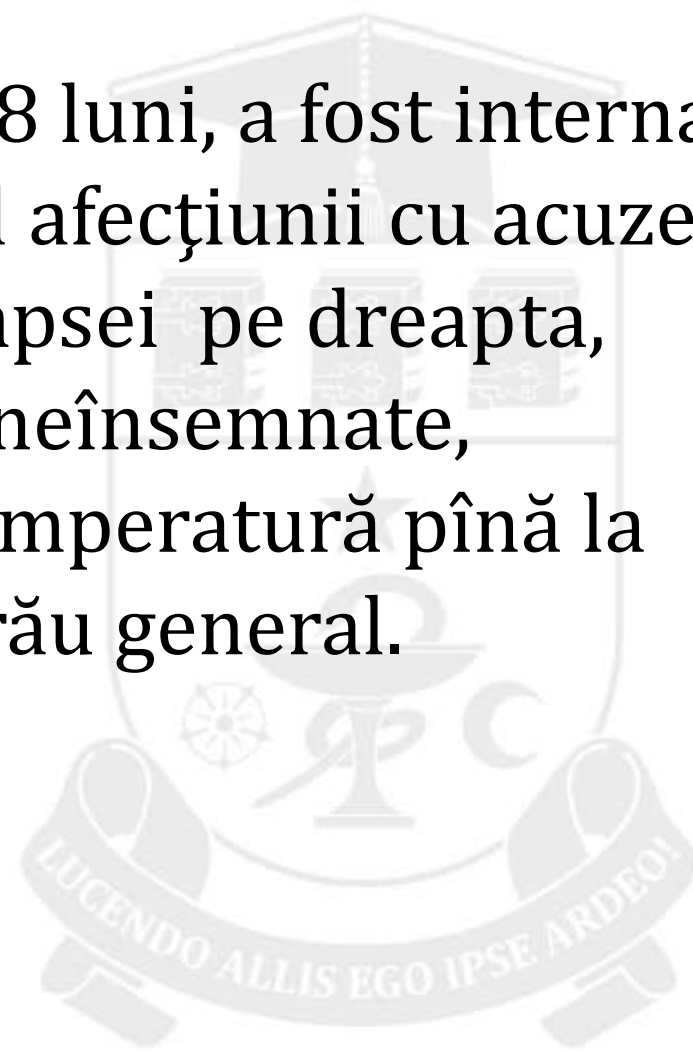 8 luni, a fost interna
l afecţiunii cu acuze
apsei pe dreapta,
neînsemnate,
mperatură pînă la
rău general.
LUCENDO ALLIS EGO IPSE ARDEO!